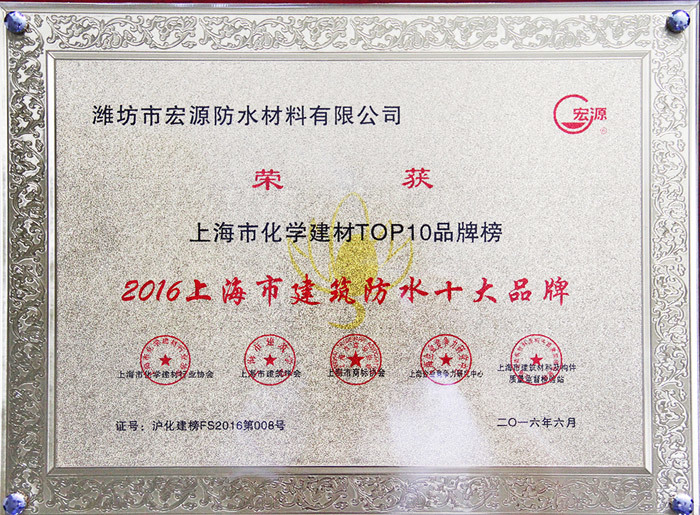 潍坊市宏源防水材料有限公司
宏源
®
荣 获
上海市化学建材TOP10品牌榜
2016上海市建筑防水十大品牌
上海市化学建材行业协会
上海市建筑学会
上海市商标协会
上海市建筑材料及构件
质量监督检验站
证号：沪化建榜FS2016第008号
二〇一六年六月